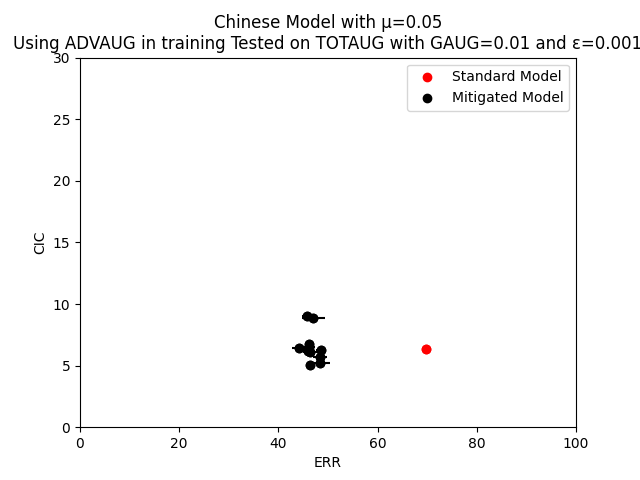 Chinese Model with μ=0.05
Using ADVAUG in training Tested on TOTAUG with GAUG=0.01 and ε=0.001
Standard Model
Mitigated Model
30
25
20
15
10
5
0
CIC
0 20 40 60 80 100
ERR